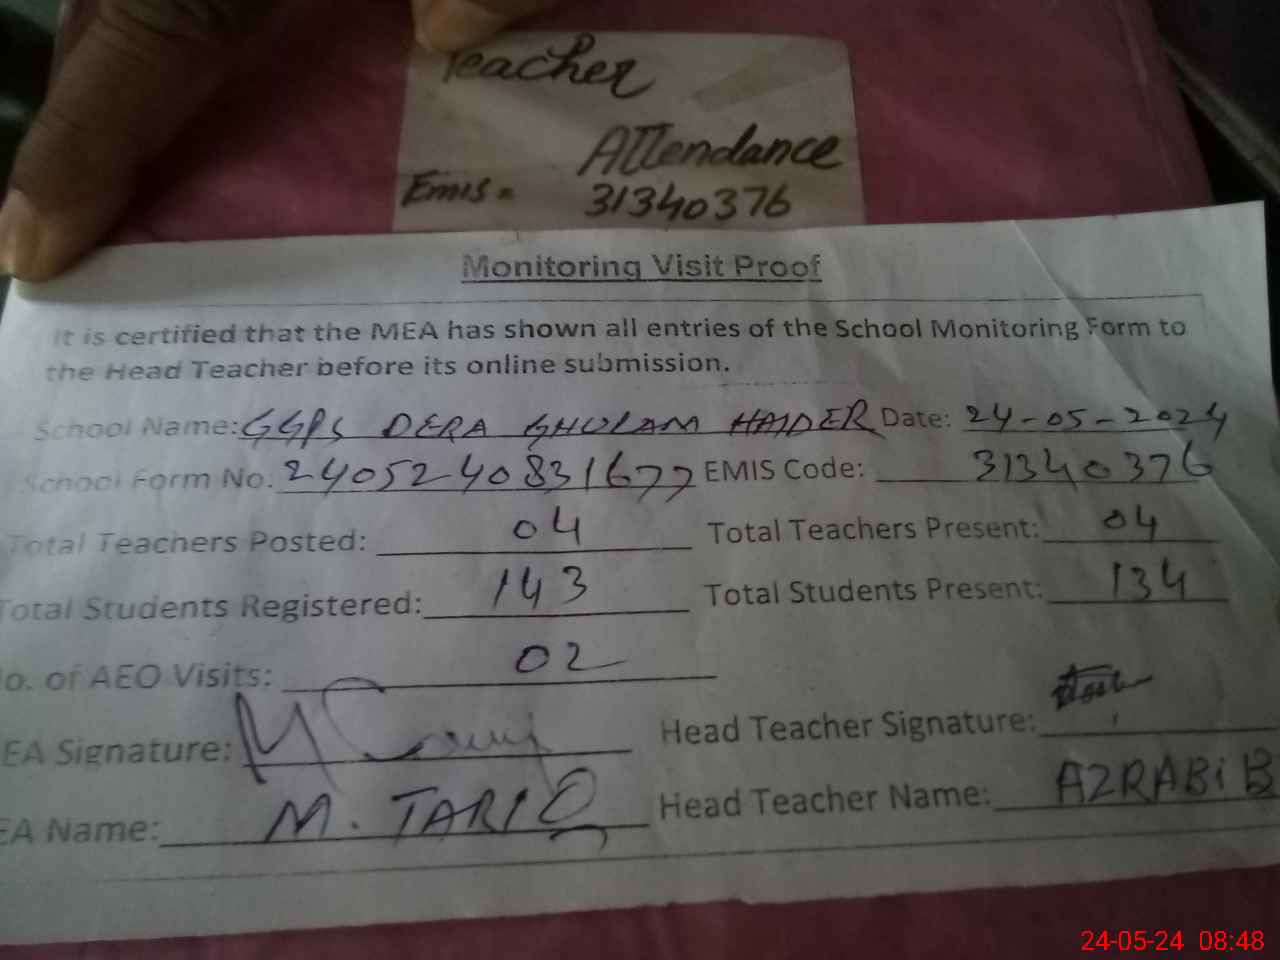 Teacher
Attendance
Emis = 31340376
Monitoring Visit Proof
It is certified that the MEA has shown all entries of the School Monitoring Form to
the Head Teacher before its online submission.
School Name: GGPS DERA GHULAM HAIDER Date: 24-05-2024
School Form No: 2405240831677 EMIS Code: 31340376
Total Teachers Posted: 04 Total Teachers Present: 04
Total Students Registered: 143 Total Students Present: 134
o. of AEO Visits: 02
EA Signature: Head Teacher Signature:
EA Name: M. TARIQ Head Teacher Name: AZRABiB
24-05-24 08:48